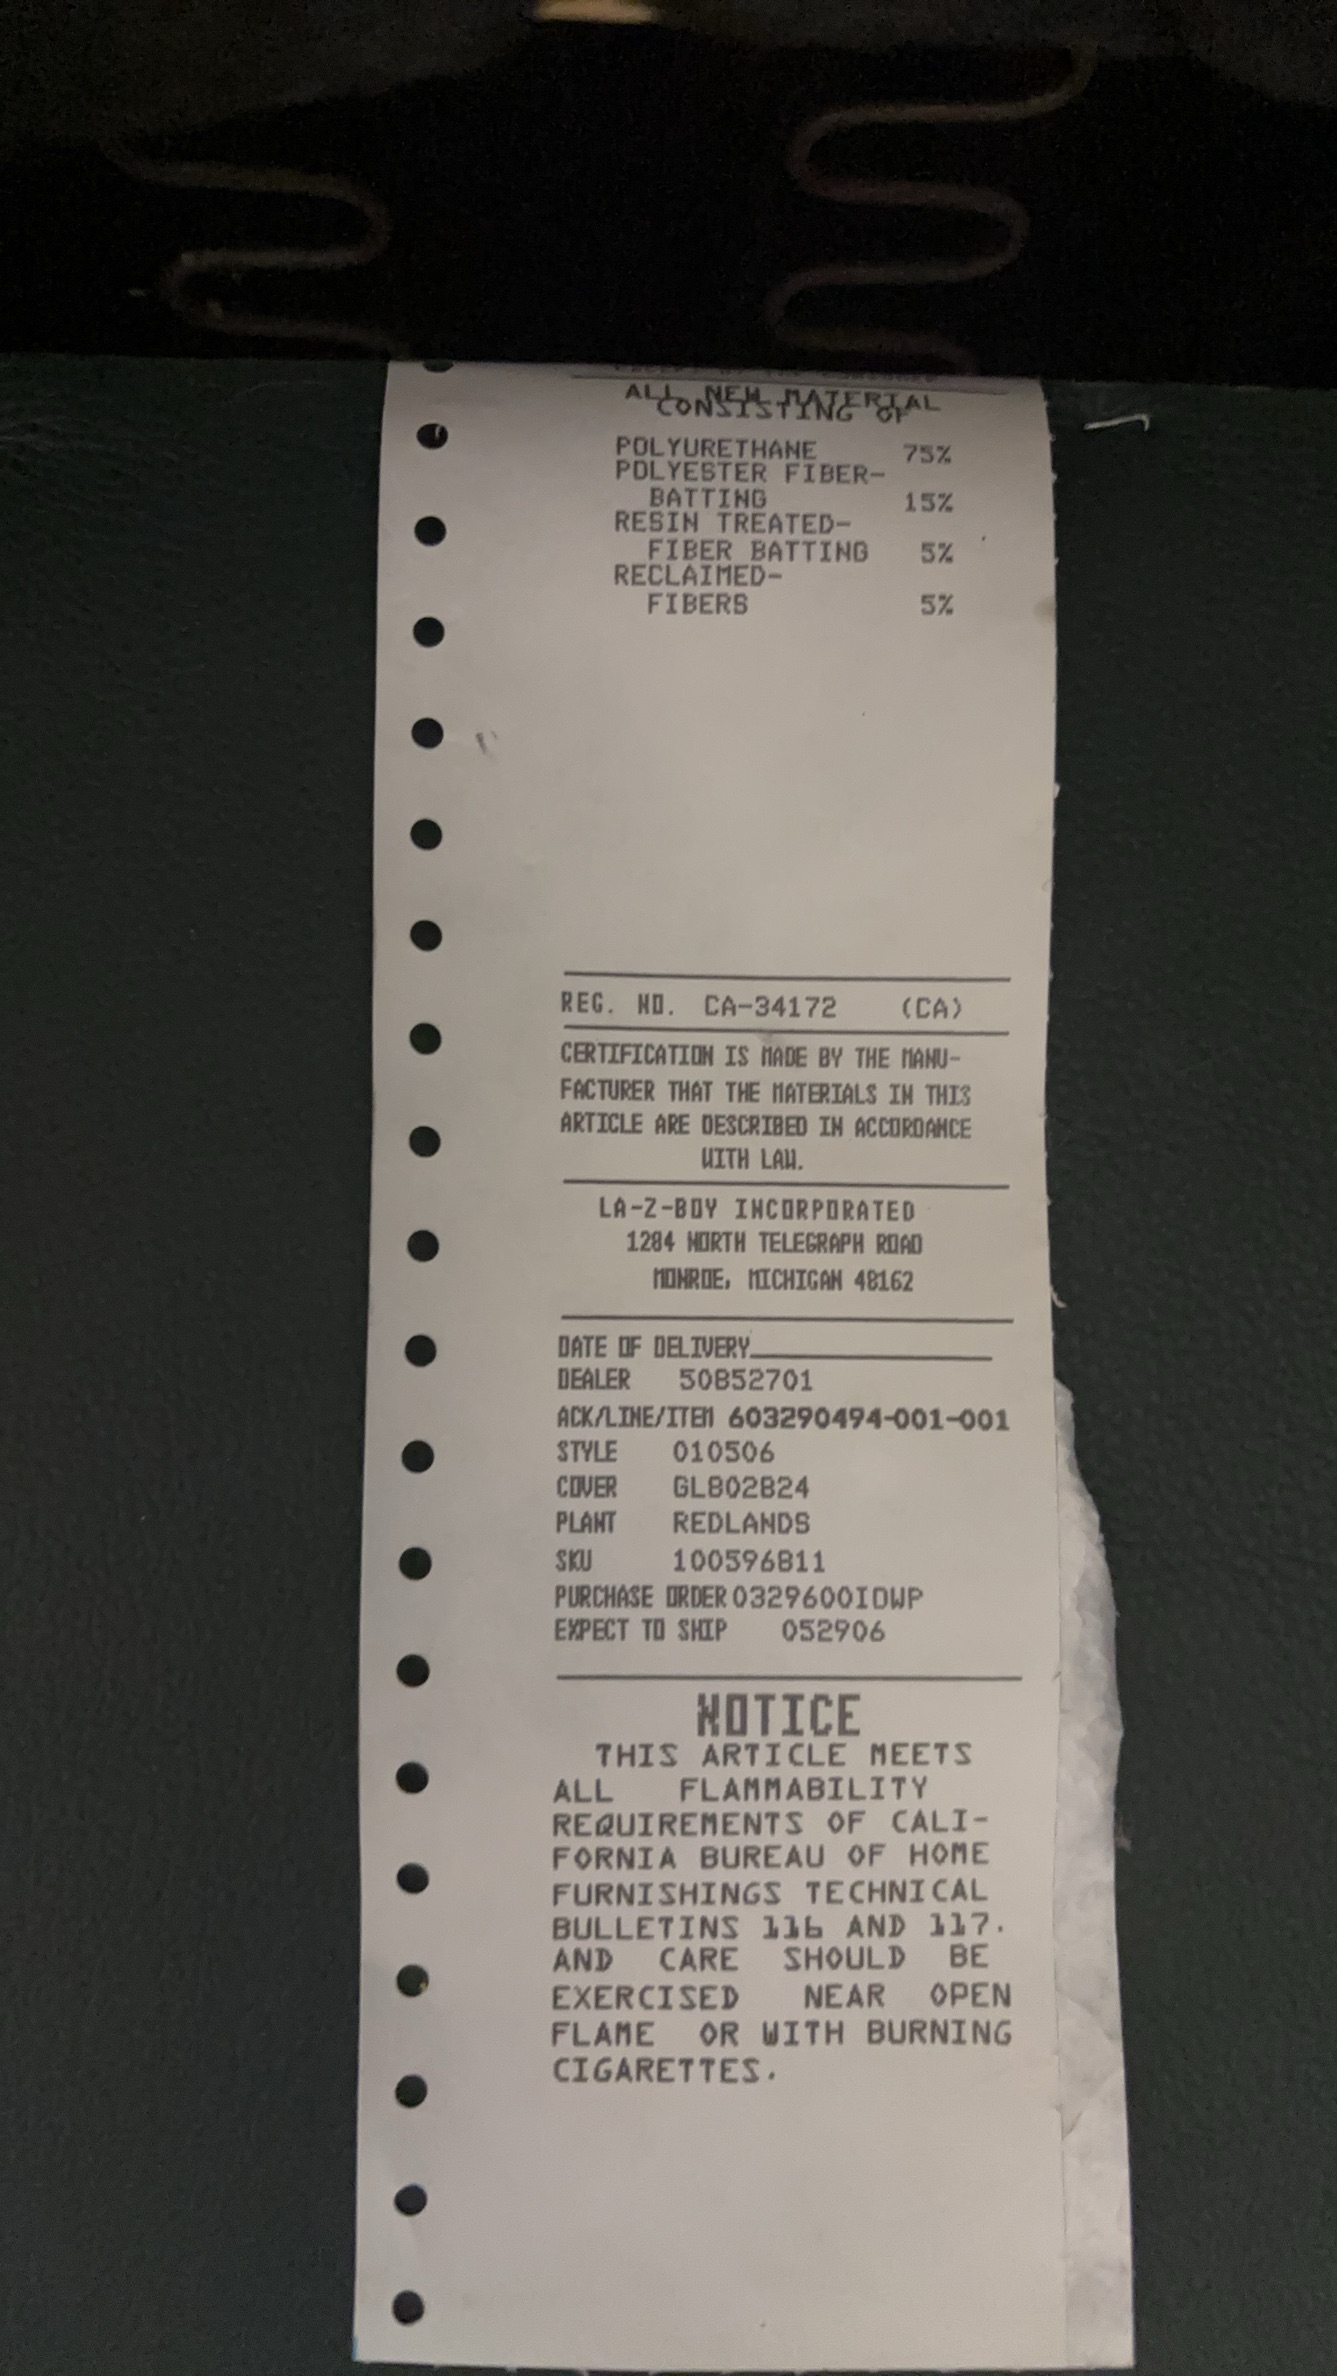 ALL NEW MATERIAL
CONSISTING OF
POLYURETHANE 75%
POLYESTER FIBER-
BATTING 15%
RESIN TREATED-
FIBER BATTING 5%
RECLAIMED-
FIBERS 5%
REG. NO. CA-34172 (CA)
CERTIFICATION IS MADE BY THE MANU-
FACTURER THAT THE MATERIALS IN THIS
ARTICLE ARE DESCRIBED IN ACCORDANCE
WITH LAW.
LA-Z-BOY INCORPORATED
1284 NORTH TELEGRAPH ROAD
MONROE, MICHIGAN 48162
DATE OF DELIVERY
DEALER 50852701
ACK/LINE/ITEM 603290494-001-001
STYLE 010506
COVER GL802824
PLANT REDLANDS
SKU 100596811
PURCHASE ORDER 0329600IDWP
EXPECT TO SHIP 052906
NOTICE
THIS ARTICLE MEETS
ALL FLAMMABILITY
REQUIREMENTS OF CALI-
FORNIA BUREAU OF HOME
FURNISHINGS TECHNICAL
BULLETINS 116 AND 117.
AND CARE SHOULD BE
EXERCISED NEAR OPEN
FLAME OR WITH BURNING
CIGARETTES.